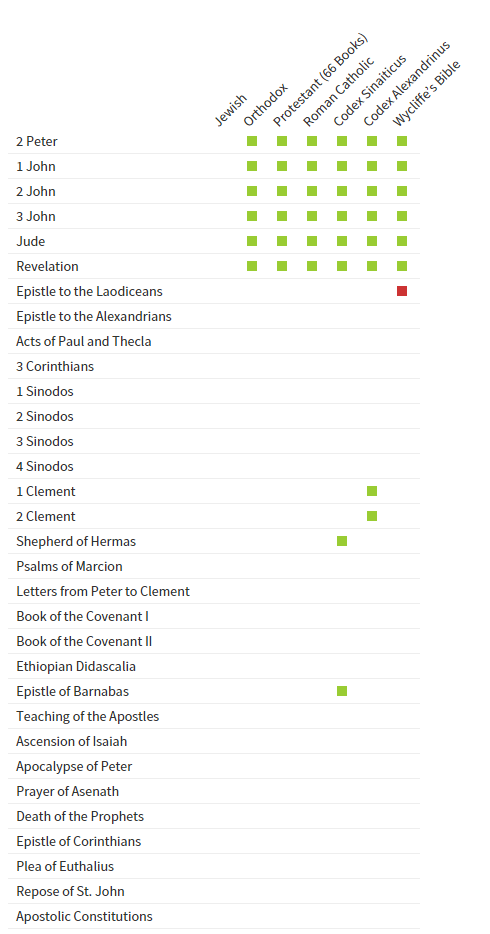 Jewish
Orthodox
Protestant (66 Books)
Roman Catholic
Codex Sinaiticus
Codex Alexandrinus
Wycliffe's Bible
2 Peter
1 John
2 John
3 John
Jude
Revelation
Epistle to the Laodiceans
Epistle to the Alexandrians
Acts of Paul and Thecla
3 Corinthians
1 Sinodos
2 Sinodos
3 Sinodos
4 Sinodos
1 Clement
2 Clement
Shepherd of Hermas
Psalms of Marcion
Letters from Peter to Clement
Book of the Covenant I
Book of the Covenant II
Ethiopian Didascalia
Epistle of Barnabas
Teaching of the Apostles
Ascension of Isaiah
Apocalypse of Peter
Prayer of Asenath
Death of the Prophets
Epistle of Corinthians
Plea of Euthalius
Repose of St. John
Apostolic Constitutions